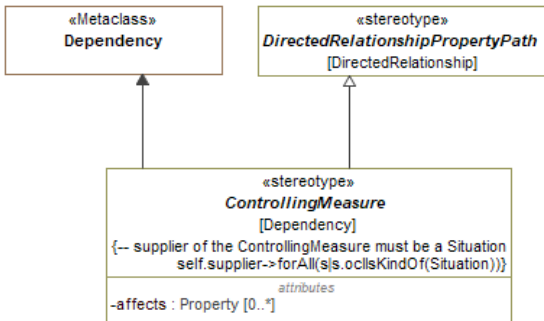 «Metaclass»
Dependency
«stereotype»
DirectedRelationshipPropertyPath
[DirectedRelationship]
«stereotype»
ControllingMeasure
[Dependency]
{-- supplier of the ControllingMeasure must be a Situation
self.supplier->forAll(s|s.oclIsKindOf(Situation))}
attributes
-affects : Property [0..*]